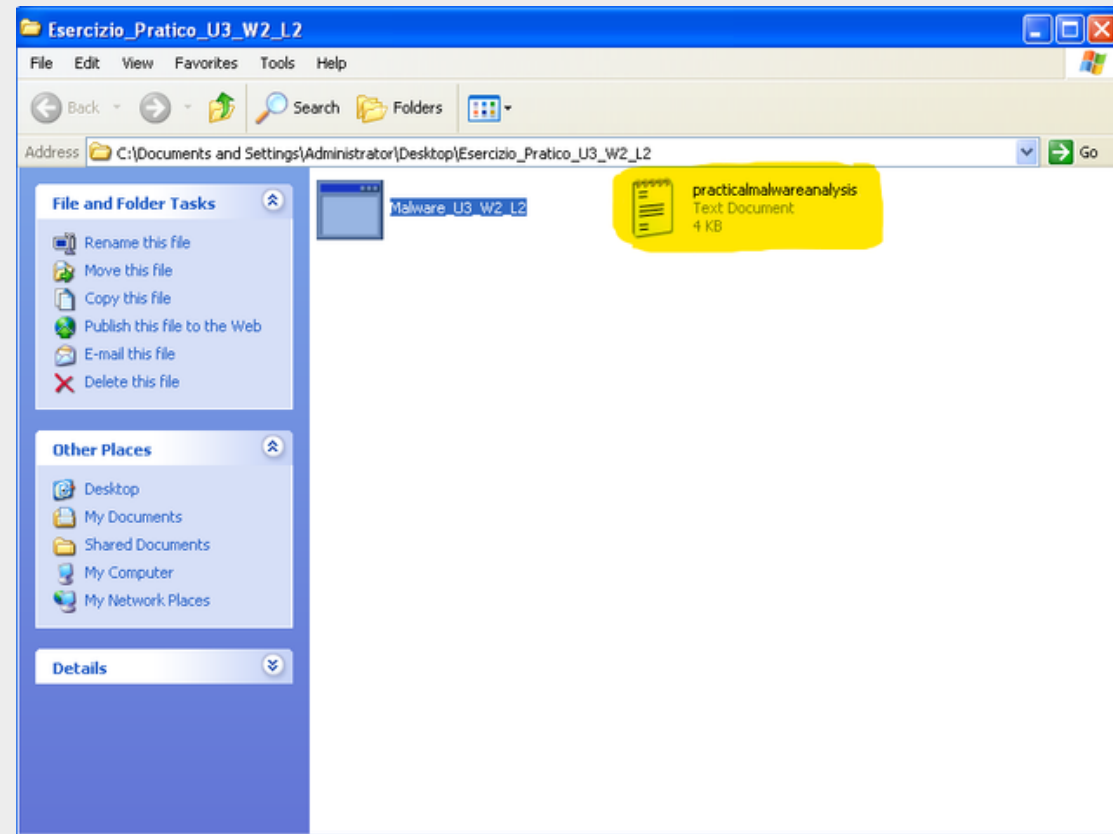 Esercizio_Pratico_U3_W2_L2
File Edit View Favorites Tools Help
Back Search Folders
Address C:\Documents and Settings\Administrator\Desktop\Esercizio_Pratico_U3_W2_L2 Go
File and Folder Tasks
Rename this file
Move this file
Copy this file
Publish this file to the Web
E-mail this file
Delete this file
Other Places
Desktop
My Documents
Shared Documents
My Computer
My Network Places
Details
Malware_U3_W2_L2
practicalmalwareanalysis
Text Document
4 KB